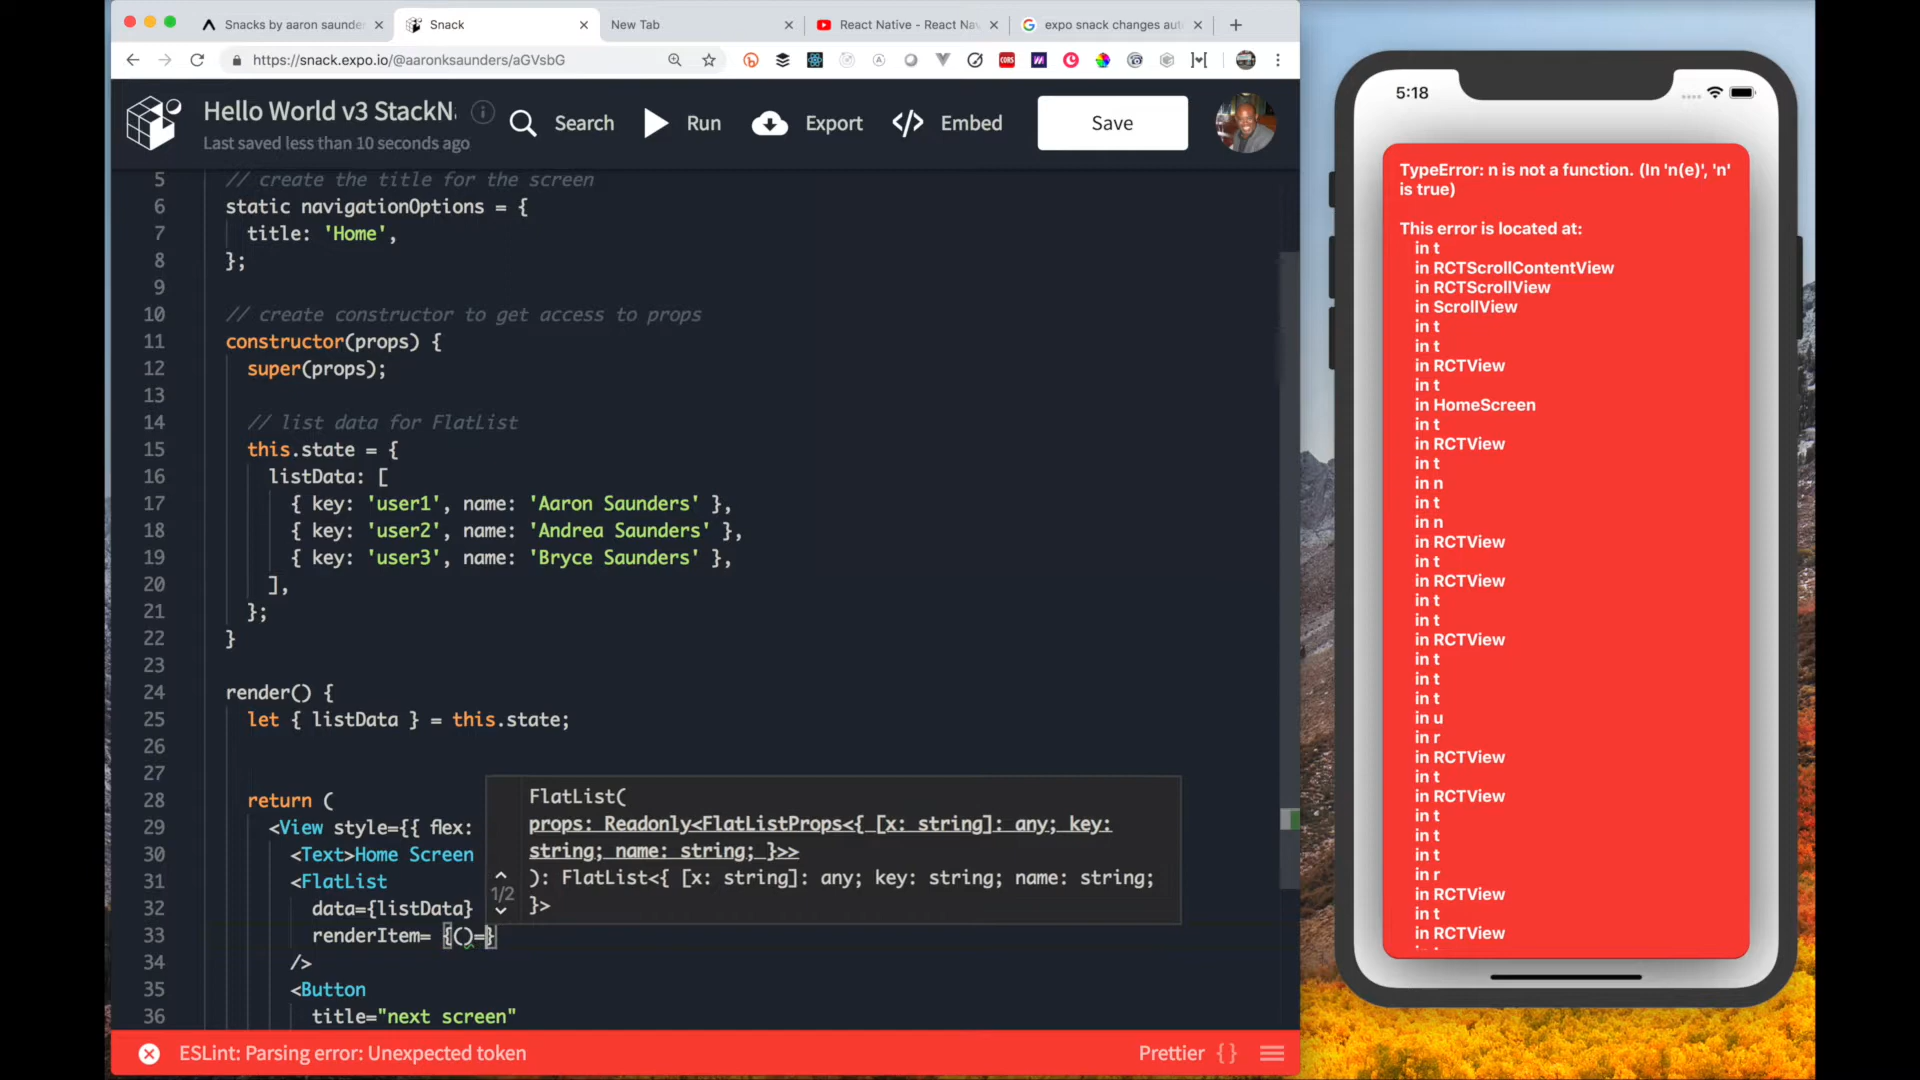 Snacks by aaron saunde
Snack
New Tab
React Native - React Na
expo snack changes aut
https://snack.expo.io/@aaronksaunders/aGVsbG
Hello World v3 StackN
Last saved less than 10 seconds ago
Search
Run
Export
Embed
Save
5 // create the title for the screen
6 static navigationOptions = {
7 title: 'Home',
8 };
9
10 // create constructor to get access to props
11 constructor(props) {
12 super(props);
13
14 // list data for FlatList
15 this.state = {
16 listData: [
17 { key: 'user1', name: 'Aaron Saunders' },
18 { key: 'user2', name: 'Andrea Saunders' },
19 { key: 'user3', name: 'Bryce Saunders' },
20 ],
21 };
22 }
23
24 render() {
25 let { listData } = this.state;
26
27
28 return (
29 <View style={{ flex:
30 <Text>Home Screen
31 <FlatList
32 data={listData}
33 renderItem= {()=}
34 />
35 <Button
36 title="next screen"
FlatList(
props: Readonly<FlatListProps<{ [x: string]: any; key:
string; name: string; }>>
): FlatList<{ [x: string]: any; key: string; name: string;
}>
1/2
ESLint: Parsing error: Unexpected token
Prettier { }
5:18
TypeError: n is not a function. (In 'n(e)', 'n'
is true)
This error is located at:
in t
in RCTScrollContentView
in RCTScrollView
in ScrollView
in t
in t
in RCTView
in t
in HomeScreen
in t
in RCTView
in t
in n
in t
in n
in RCTView
in t
in RCTView
in t
in t
in RCTView
in t
in t
in t
in u
in r
in RCTView
in t
in RCTView
in t
in t
in t
in r
in RCTView
in t
in RCTView